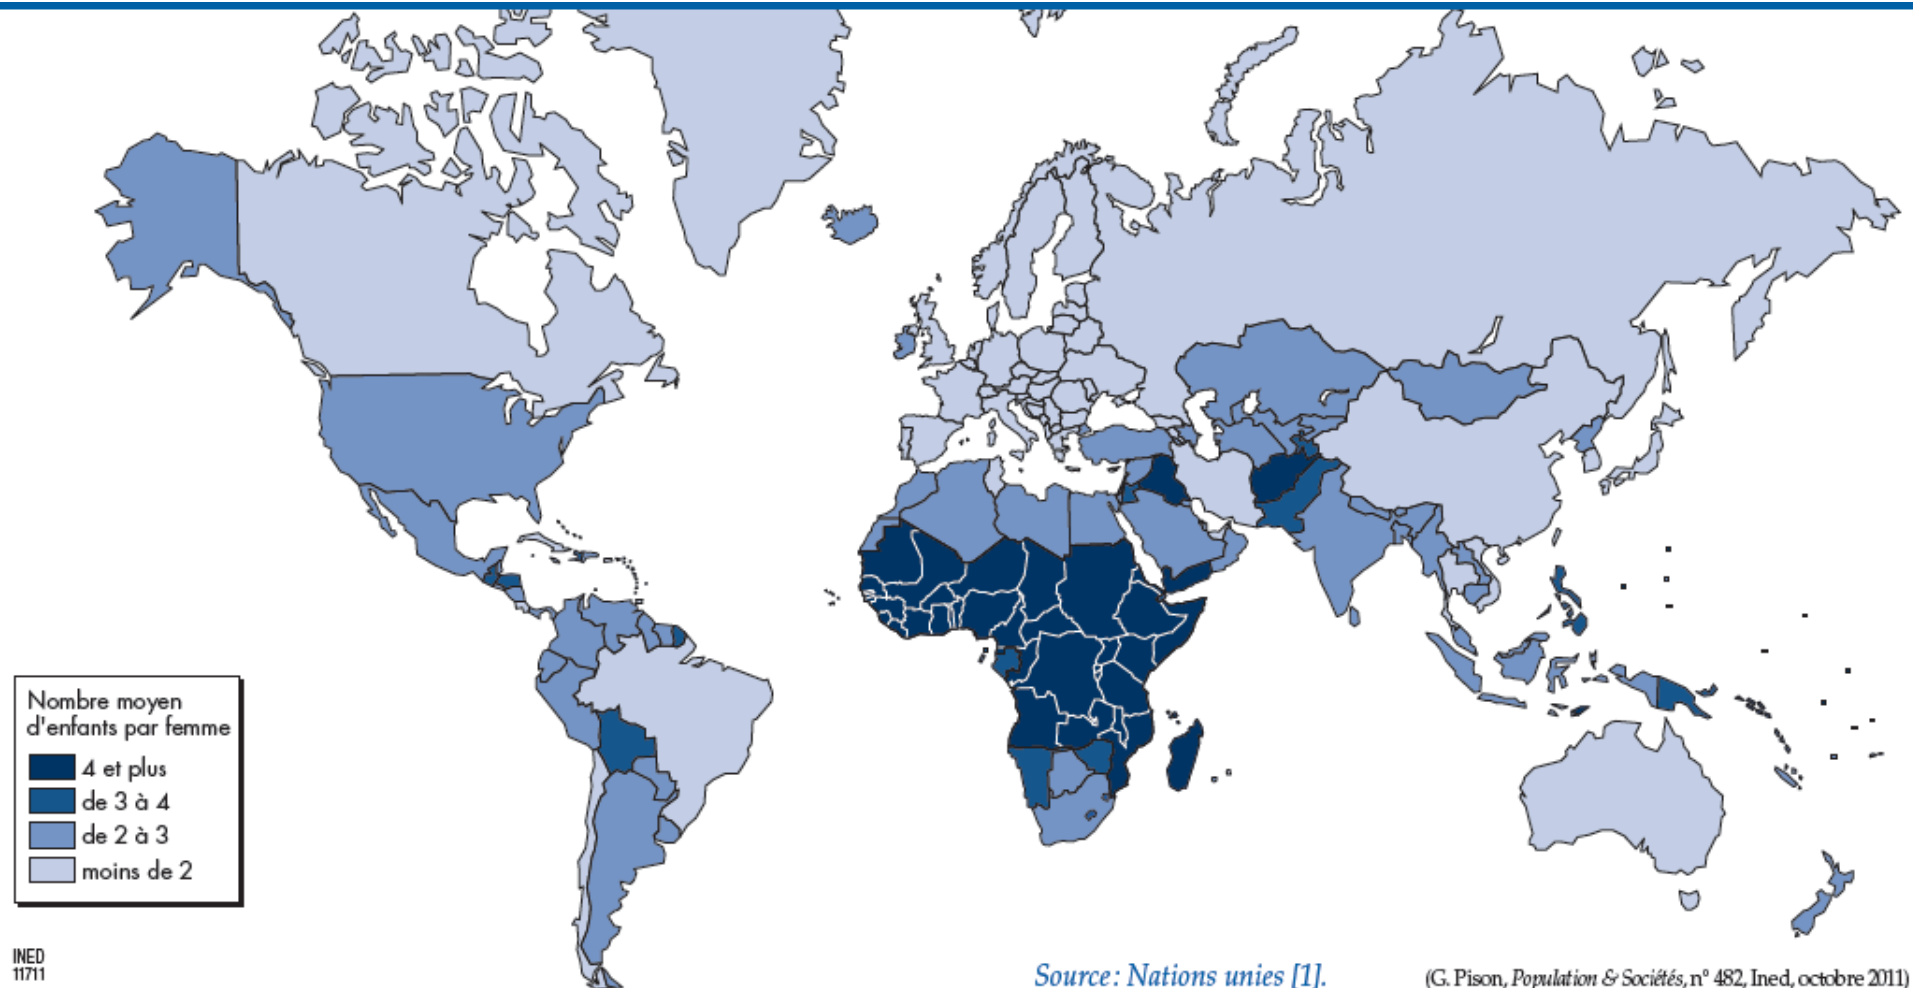 Nombre moyen
d'enfants par femme
4 et plus
de 3 à 4
de 2 à 3
moins de 2
INED
11711
Source : Nations unies [1].
(G. Pison, Population & Sociétés, n° 482, Ined, octobre 2011)